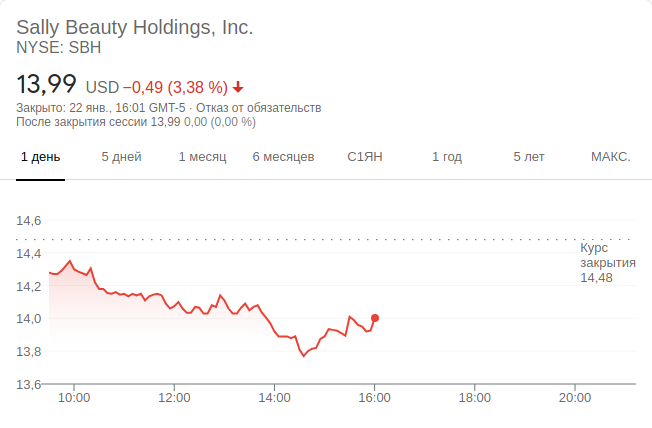 Sally Beauty Holdings, Inc.
NYSE: SBH
13,99 USD −0,49 (3,38 %)
Закрыто: 22 янв., 16:01 GMT-5 · Отказ от обязательств
После закрытия сессии 13,99 0,00 (0,00 %)
1 день 5 дней 1 месяц 6 месяцев С1ЯН 1 год 5 лет МАКС.
14,6
Курс
закрытия
14,48
14,4
14,2
14,0
13,8
13,6
10:00 12:00 14:00 16:00 18:00 20:00